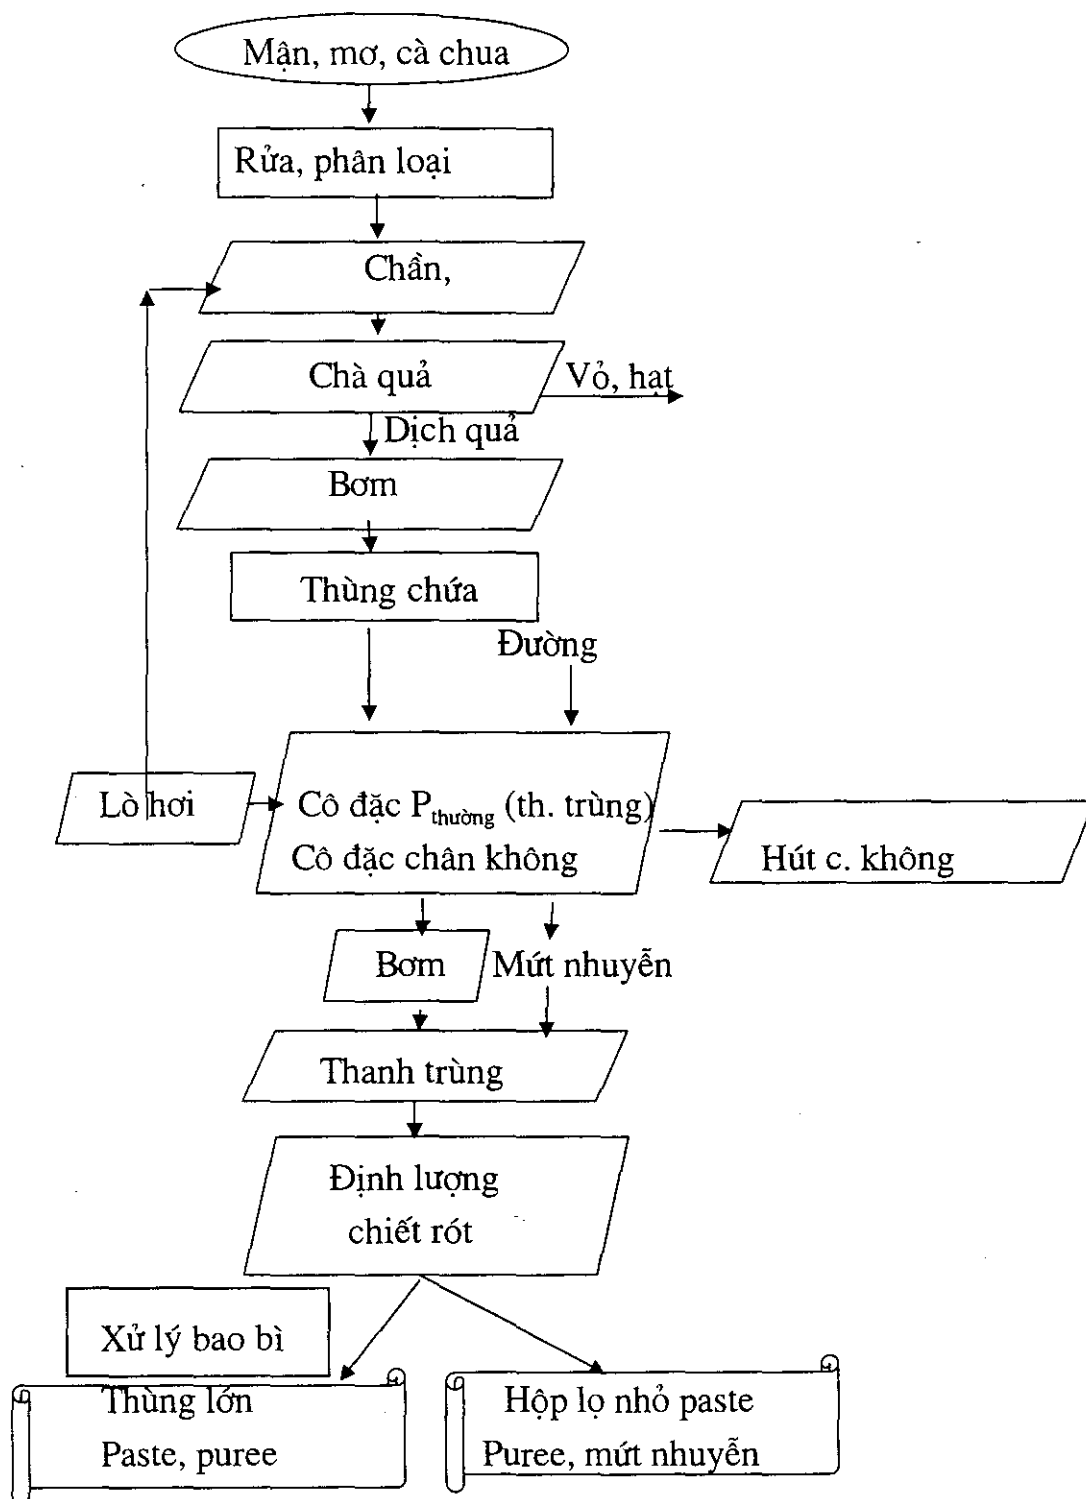 Mận, mơ, cà chua
Rửa, phân loại
Chần,
Chà quả
Vỏ, hạt
Dịch quả
Bơm
Thùng chứa
Đường
Lò hơi
Cô đặc P thường (th. trùng)
Cô đặc chân không
Hút c. không
Bơm
Mứt nhuyễn
Thanh trùng
Định lượng
chiết rót
Xử lý bao bì
Thùng lớn
Paste, puree
Hộp lọ nhỏ paste
Puree, mứt nhuyễn